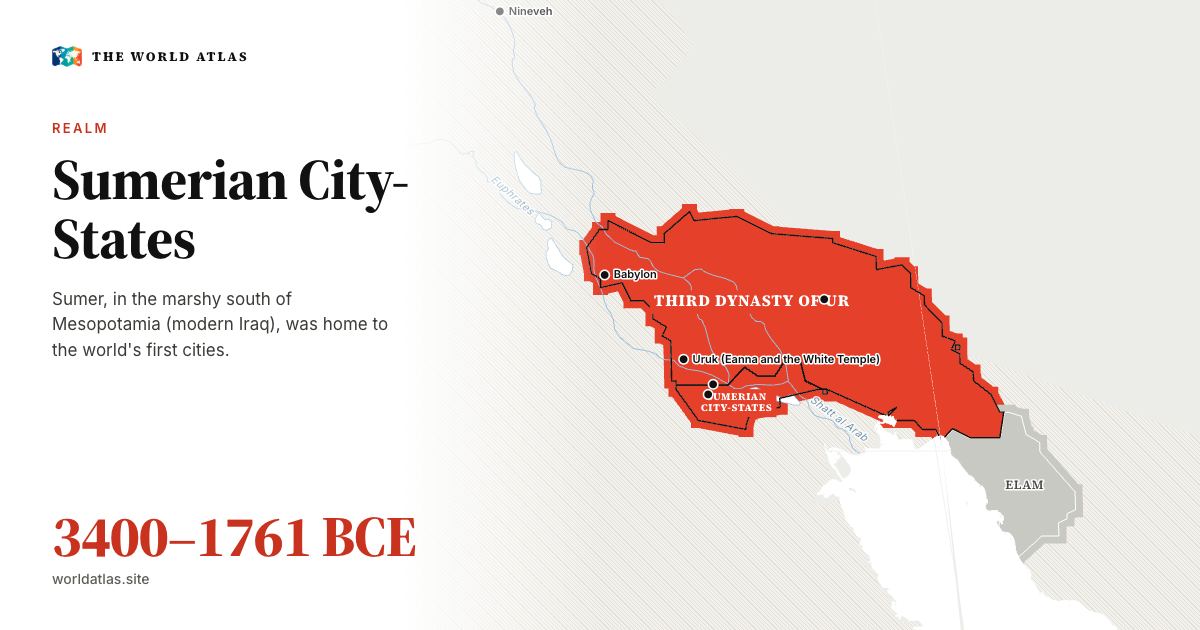 THE WORLD ATLAS
REALM
Sumerian City-
States
Sumer, in the marshy south of
Mesopotamia (modern Iraq), was home to
the world's first cities.
3400–1761 BCE
worldatlas.site
Nineveh
Euphrates
Babylon
THIRD DYNASTY OF UR
Uruk (Eanna and the White Temple)
UMERIAN
CITY-STATES
Shatt al Arab
ELAM